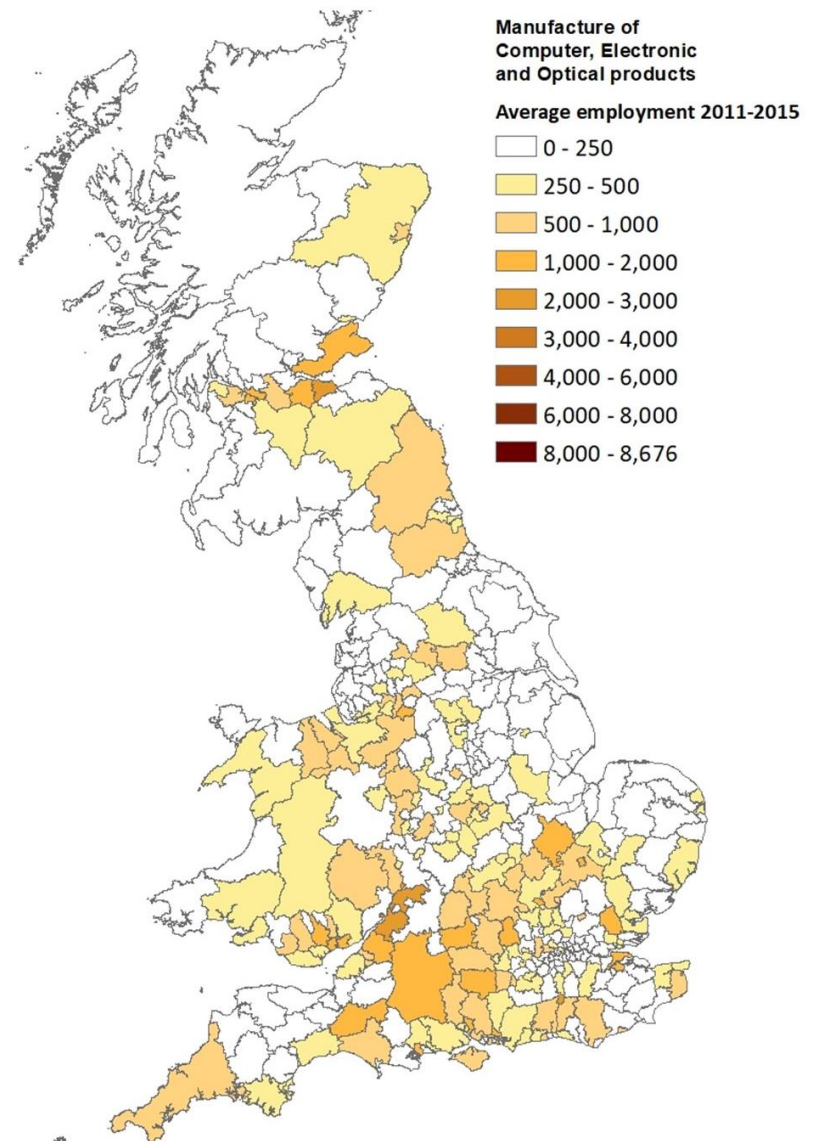 Manufacture of
Computer, Electronic
and Optical products
Average employment 2011-2015
0 - 250
250 - 500
500 - 1,000
1,000 - 2,000
2,000 - 3,000
3,000 - 4,000
4,000 - 6,000
6,000 - 8,000
8,000 - 8,676